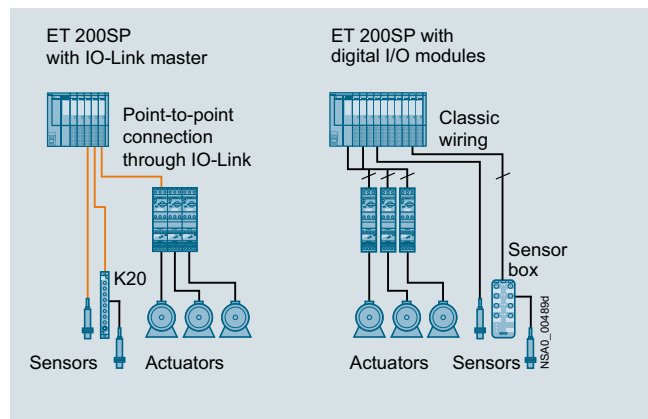 ET 200SP
with IO-Link master
Point-to-point
connection
through IO-Link
K20
Sensors
Actuators
ET 200SP with
digital I/O modules
Classic
wiring
Sensor
box
Actuators
Sensors
NSA0_00489d